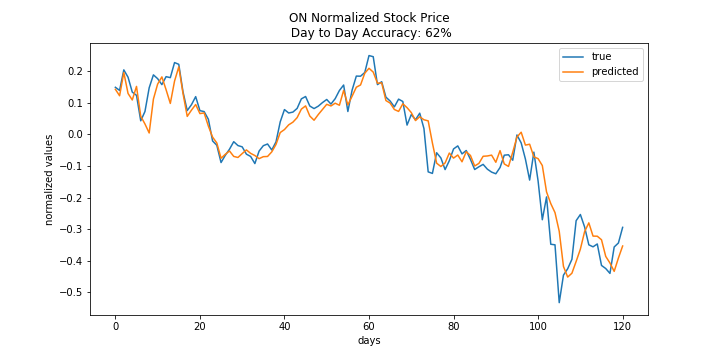 ON Normalized Stock Price
Day to Day Accuracy: 62%
true
predicted
normalized values
0.2
0.1
0.0
−0.1
−0.2
−0.3
−0.4
−0.5
0
20
40
60
80
100
120
days